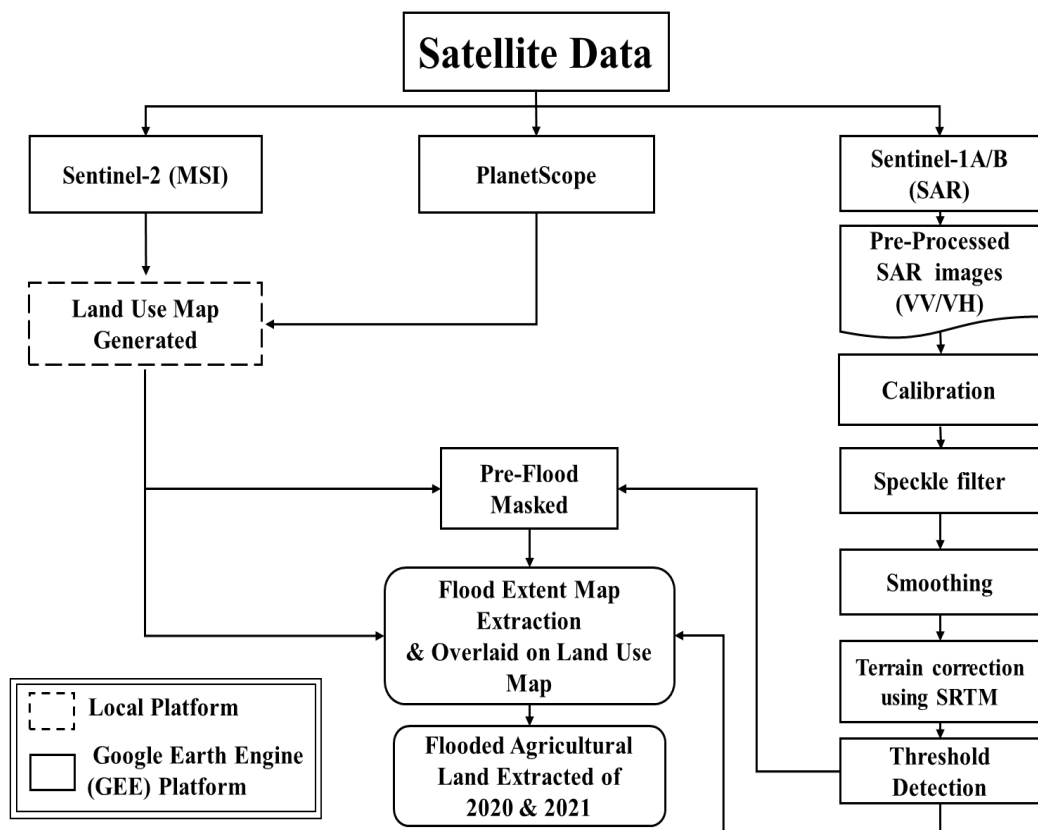 Satellite Data
Sentinel-2 (MSI)
PlanetScope
Sentinel-1A/B
(SAR)
Pre-Processed
SAR images
(VV/VH)
Land Use Map
Generated
Calibration
Pre-Flood
Masked
Speckle filter
Flood Extent Map
Extraction
& Overlaid on Land Use
Map
Smoothing
Terrain correction
using SRTM
Local Platform
Google Earth Engine
(GEE) Platform
Flooded Agricultural
Land Extracted of
2020 & 2021
Threshold
Detection